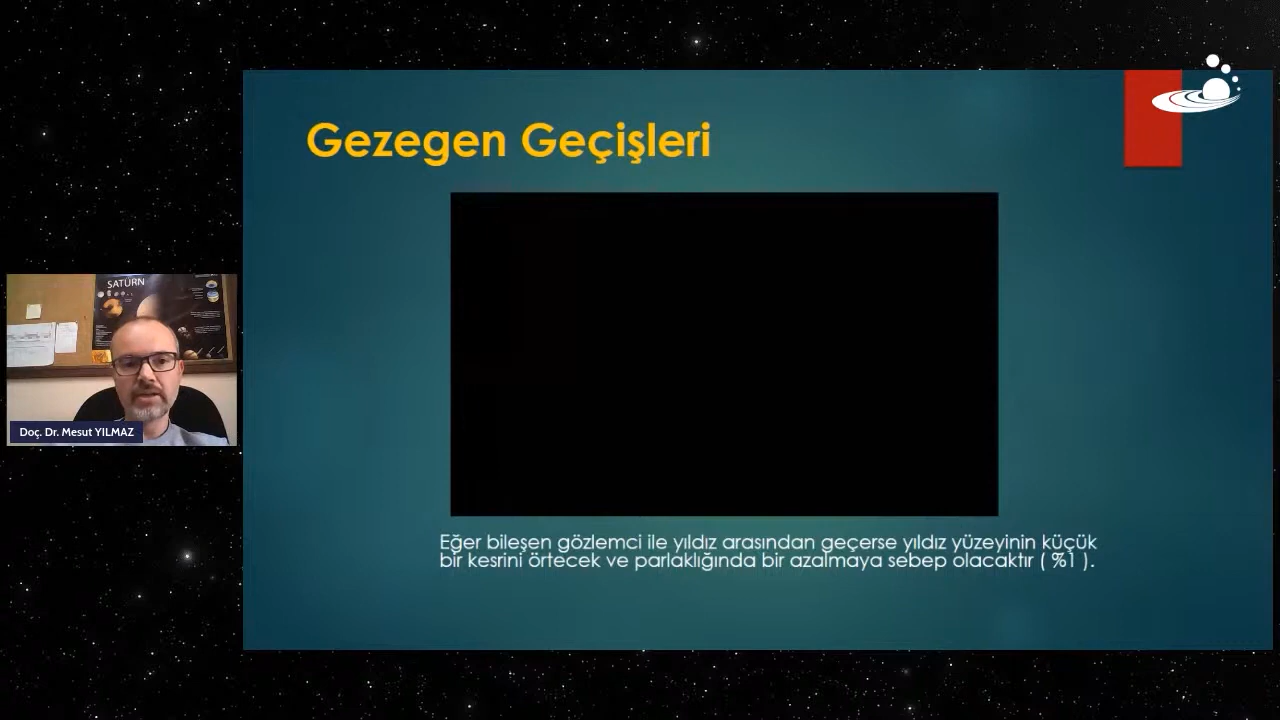 Gezegen Geçişleri
SATÜRN
Doç. Dr. Mesut YILMAZ
Eğer bileşen gözlemci ile yıldız arasından geçerse yıldız yüzeyinin küçük
bir kesrini örtecek ve parlaklığında bir azalmaya sebep olacaktır ( %1 ).